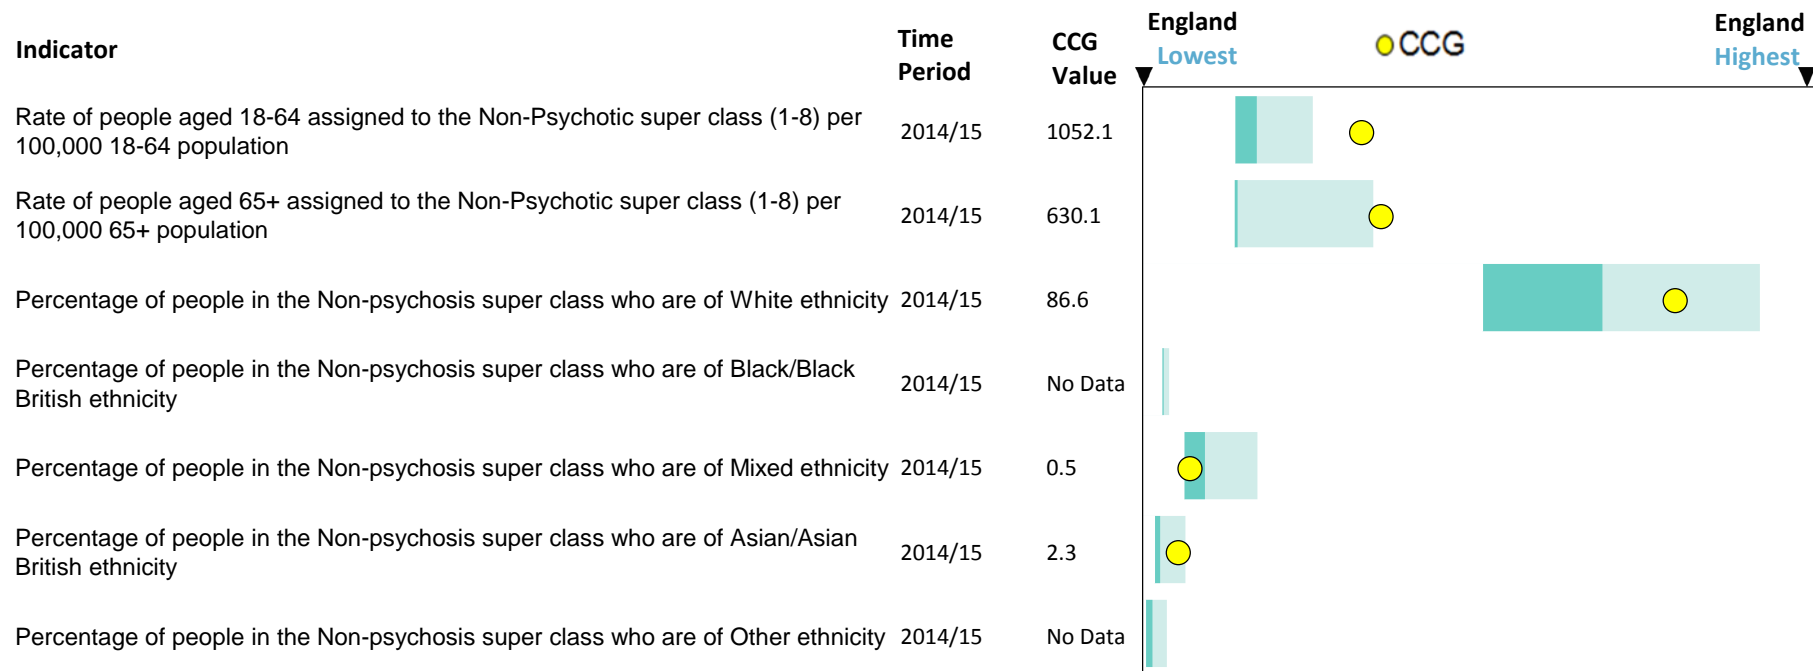 Indicator
Time Period
CCG Value
England Lowest
CCG
England Highest
Rate of people aged 18-64 assigned to the Non-Psychotic super class (1-8) per
100,000 18-64 population
2014/15
1052.1
Rate of people aged 65+ assigned to the Non-Psychotic super class (1-8) per
100,000 65+ population
2014/15
630.1
Percentage of people in the Non-psychosis super class who are of White ethnicity
2014/15
86.6
Percentage of people in the Non-psychosis super class who are of Black/Black
British ethnicity
2014/15
No Data
Percentage of people in the Non-psychosis super class who are of Mixed ethnicity
2014/15
0.5
Percentage of people in the Non-psychosis super class who are of Asian/Asian
British ethnicity
2014/15
2.3
Percentage of people in the Non-psychosis super class who are of Other ethnicity
2014/15
No Data